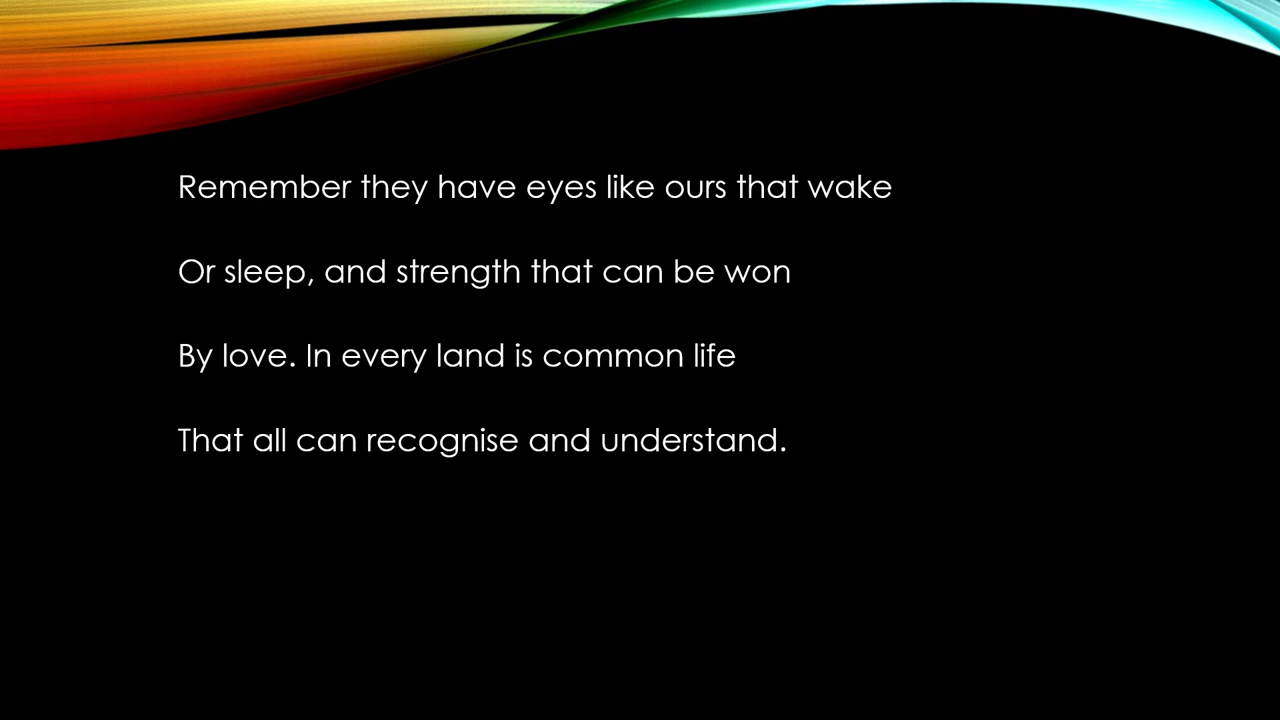 Remember they have eyes like ours that wake
Or sleep, and strength that can be won
By love. In every land is common life
That all can recognise and understand.